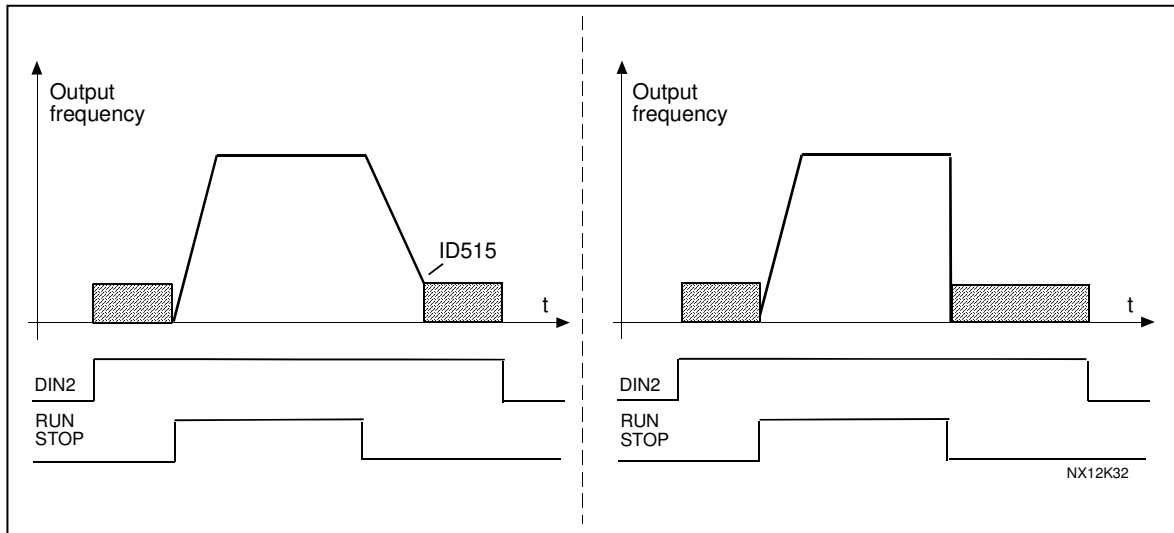 Output
frequency
ID515
t
DIN2
RUN
STOP
Output
frequency
t
DIN2
RUN
STOP
NX12K32